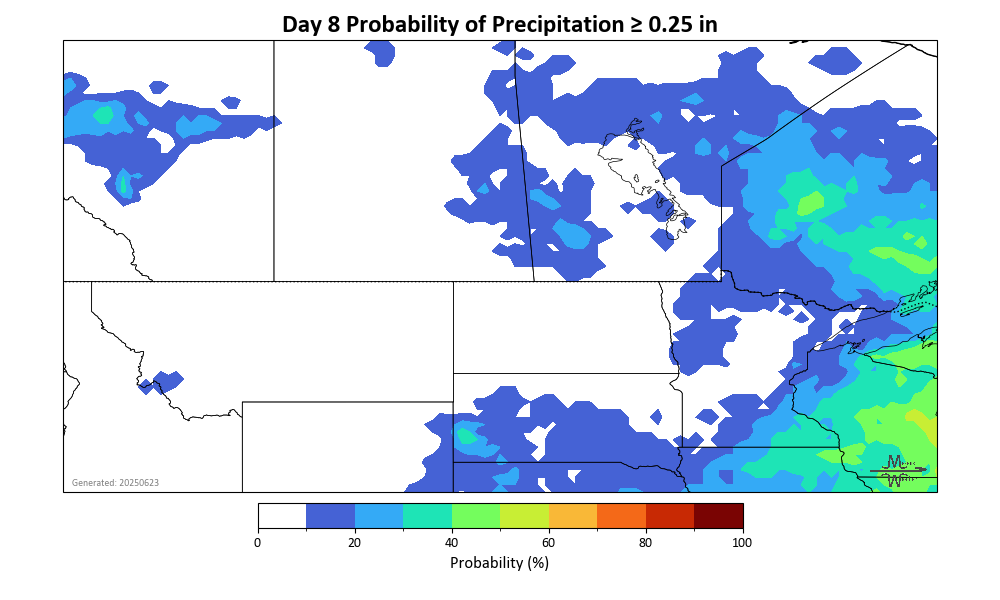 Day 8 Probability of Precipitation ≥ 0.25 in
Generated: 20250623
0 20 40 60 80 100
Probability (%)